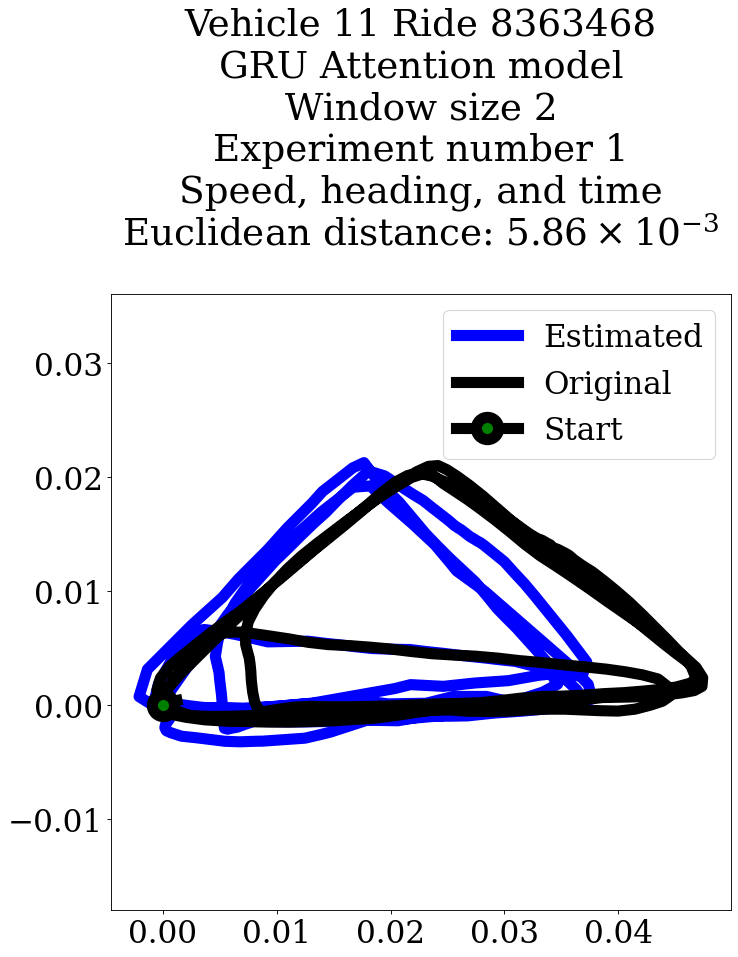 Vehicle 11 Ride 8363468
GRU Attention model
Window size 2
Experiment number 1
Speed, heading, and time
Euclidean distance: 5.86 × 10⁻³
Estimated
Original
Start
0.03
0.02
0.01
0.00
−0.01
0.00 0.01 0.02 0.03 0.04